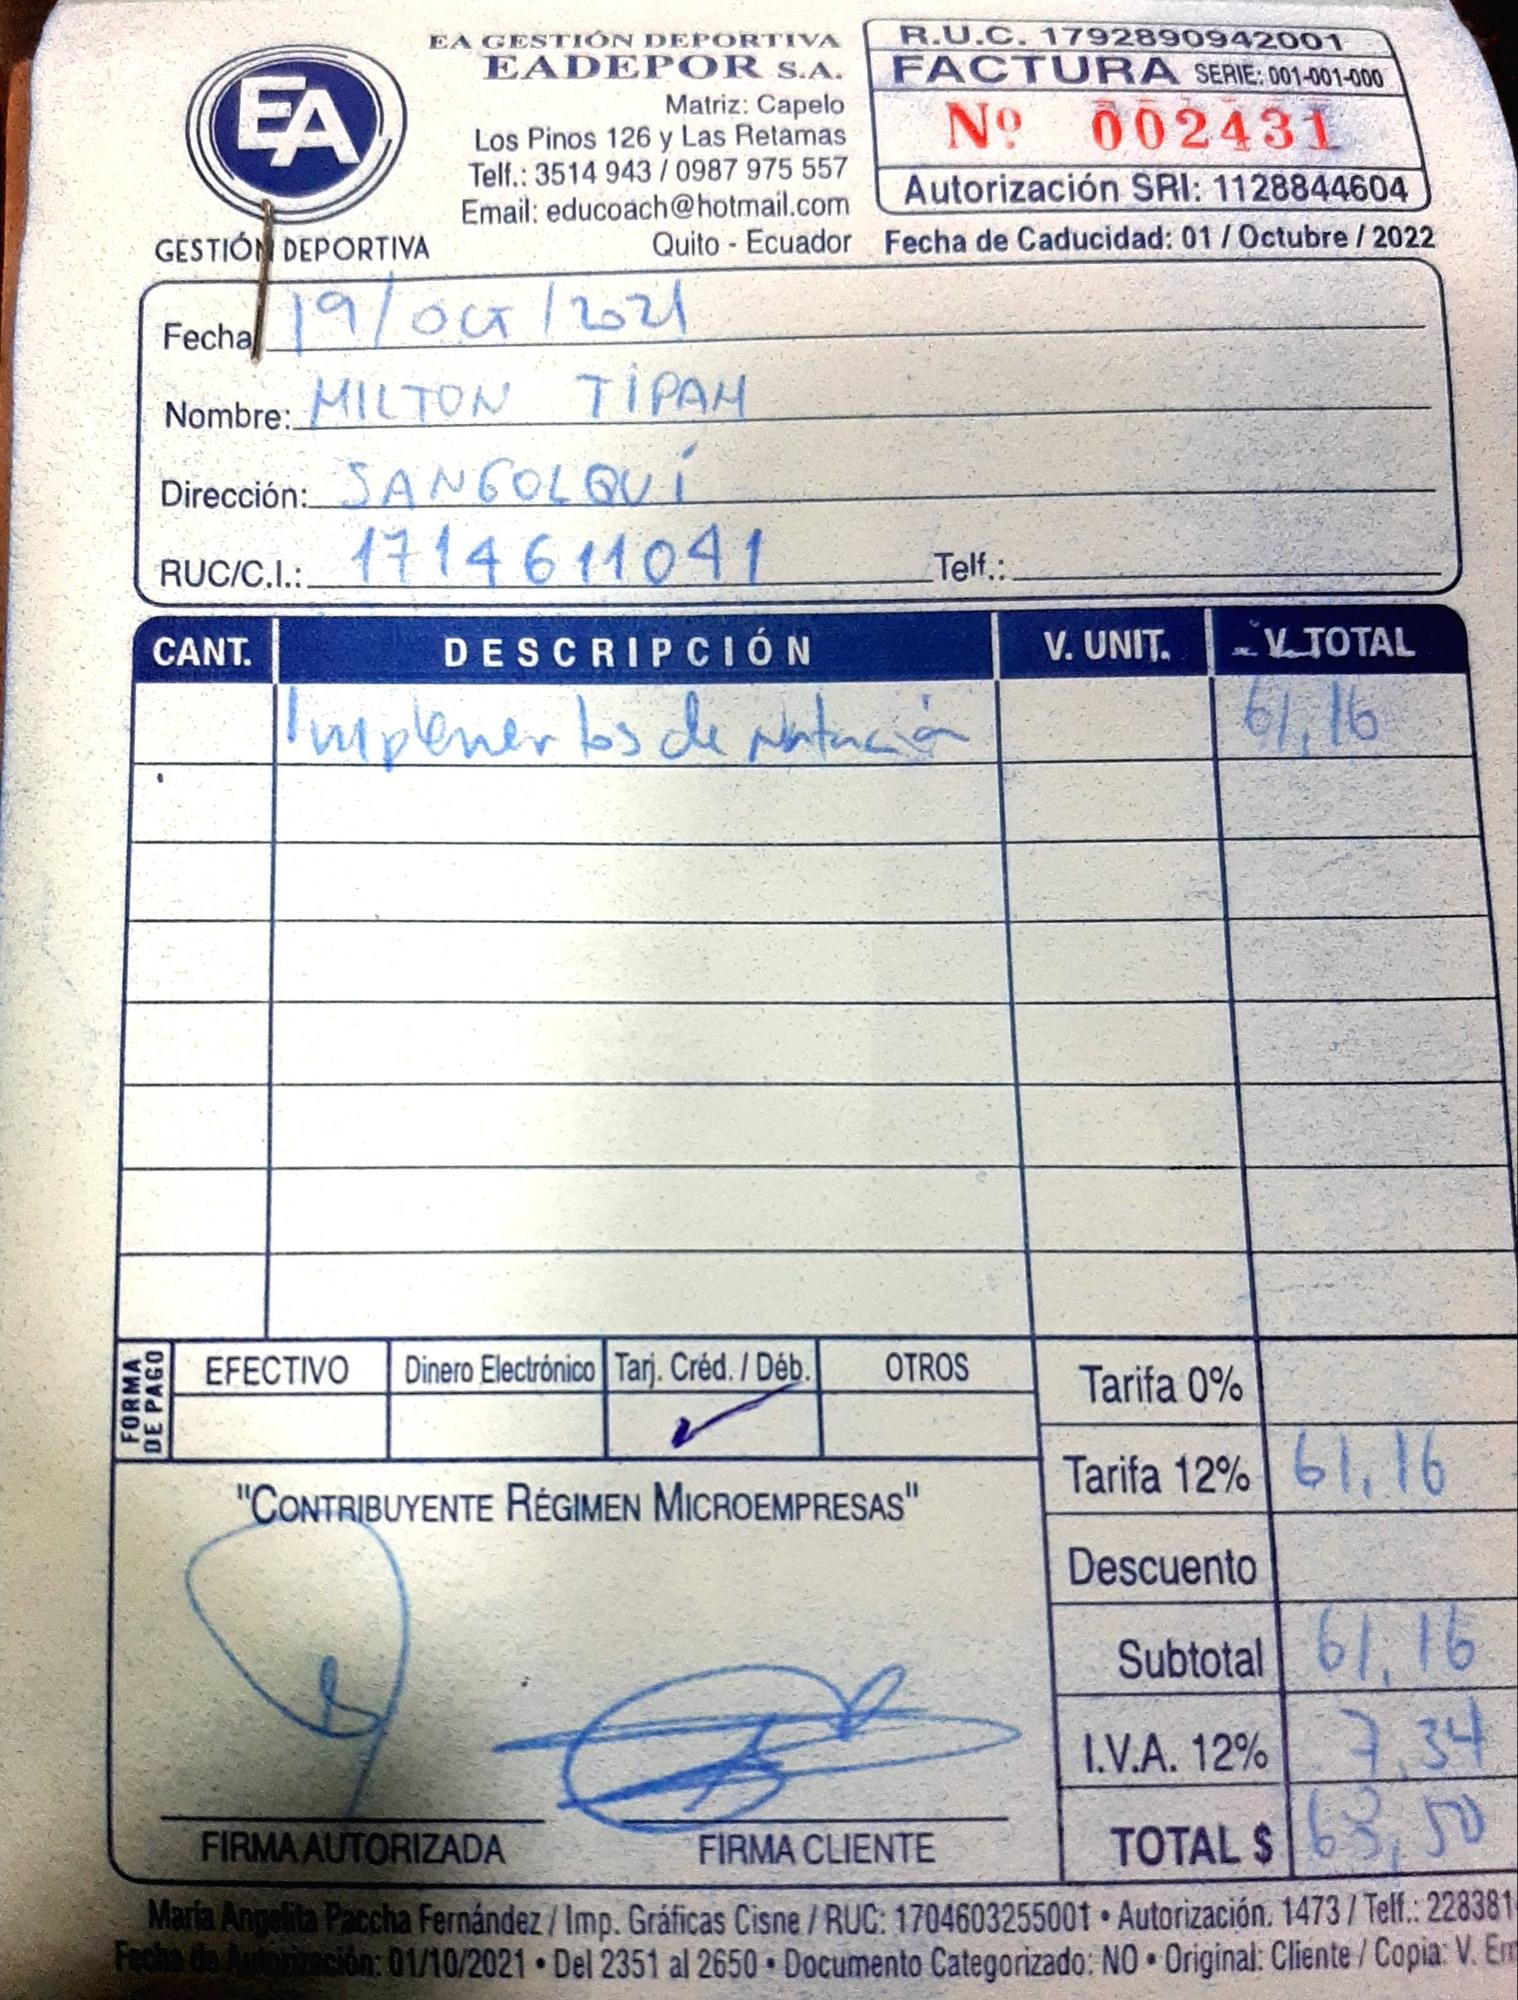 EA GESTIÓN DEPORTIVA
EADEPOR S.A.
Matriz: Capelo
Los Pinos 126 y Las Retamas
Telf.: 3514 943 / 0987 975 557
Email: educoach@hotmail.com
Quito - Ecuador
EA
GESTIÓN DEPORTIVA
R.U.C. 1792890942001
FACTURA SERIE: 001-001-000
Nº 002431
Autorización SRI: 1128844604
Fecha de Caducidad: 01 / Octubre / 2022
Fecha 19/OCT/2021
Nombre: MILTON TIPAN
Dirección: SANGOLQUÍ
RUC/C.I.: 1714611041 Telf.:
CANT. DESCRIPCIÓN V. UNIT. V. TOTAL
Implementos de Natación 61,16
FORMA DE PAGO
EFECTIVO Dinero Electrónico Tarj. Créd. / Déb. OTROS
Tarifa 0%
Tarifa 12% 61,16
Descuento
Subtotal 61,16
I.V.A. 12% 7,34
TOTAL $ 68,50
"CONTRIBUYENTE RÉGIMEN MICROEMPRESAS"
FIRMA AUTORIZADA FIRMA CLIENTE
María Angelita Paccha Fernández / Imp. Gráficas Cisne / RUC: 1704603255001 • Autorización. 1473 / Telf.: 228381
Fecha de Autorización: 01/10/2021 • Del 2351 al 2650 • Documento Categorizado: NO • Original: Cliente / Copia: V. Em